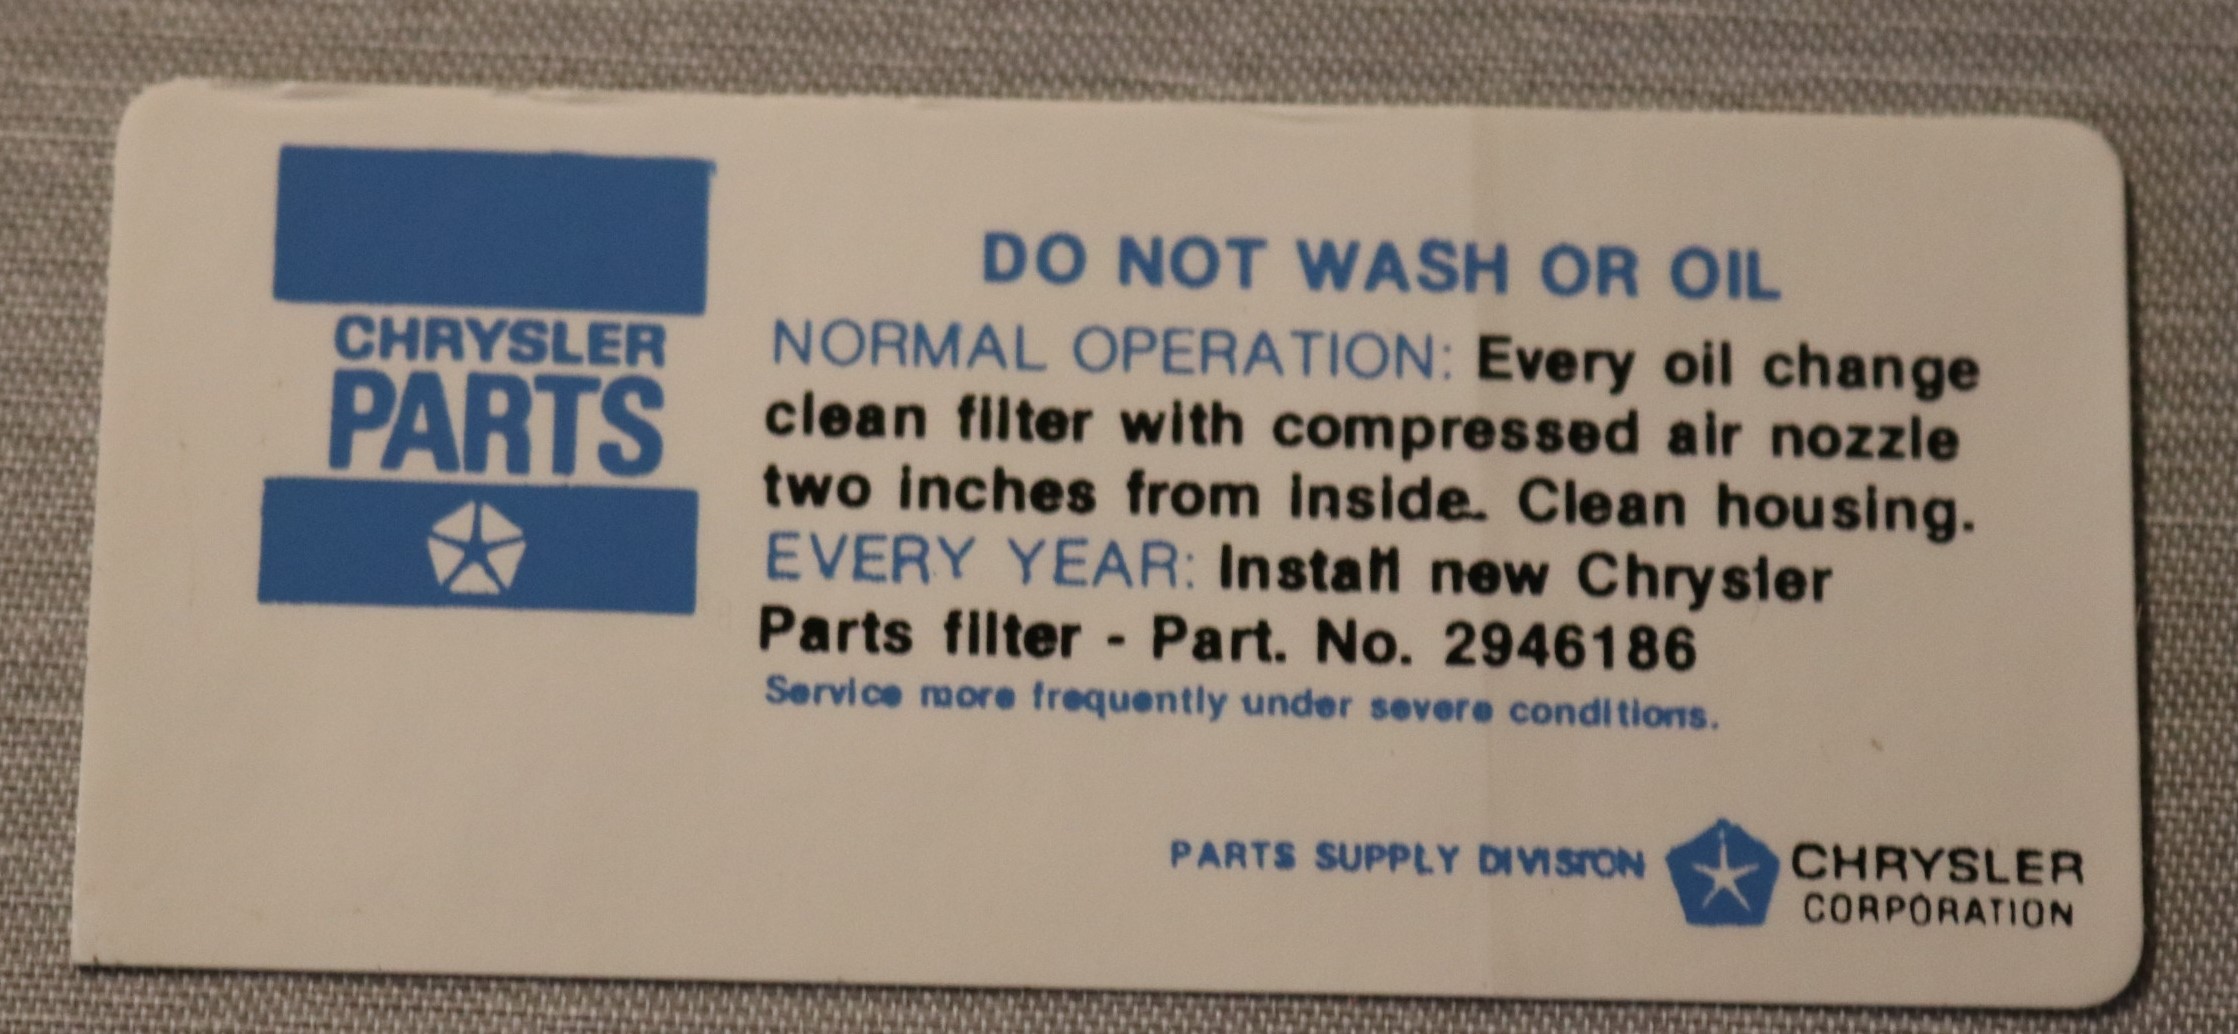 CHRYSLER
PARTS
DO NOT WASH OR OIL
NORMAL OPERATION: Every oil change
clean filter with compressed air nozzle
two inches from inside. Clean housing.
EVERY YEAR: Install new Chrysler
Parts filter - Part. No. 2946186
Service more frequently under severe conditions.
PARTS SUPPLY DIVISION CHRYSLER
CORPORATION